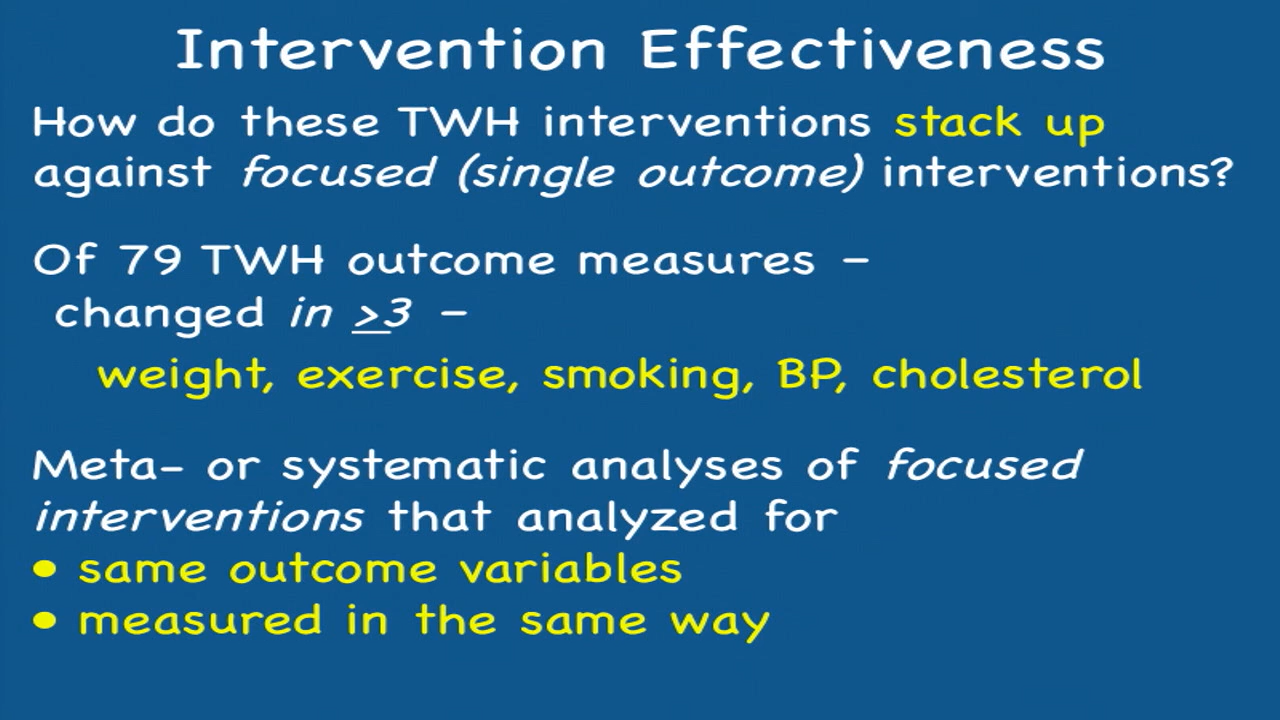 Intervention Effectiveness
How do these TWH interventions stack up
against focused (single outcome) interventions?
Of 79 TWH outcome measures –
changed in ≥3 –
weight, exercise, smoking, BP, cholesterol
Meta- or systematic analyses of focused
interventions that analyzed for
• same outcome variables
• measured in the same way